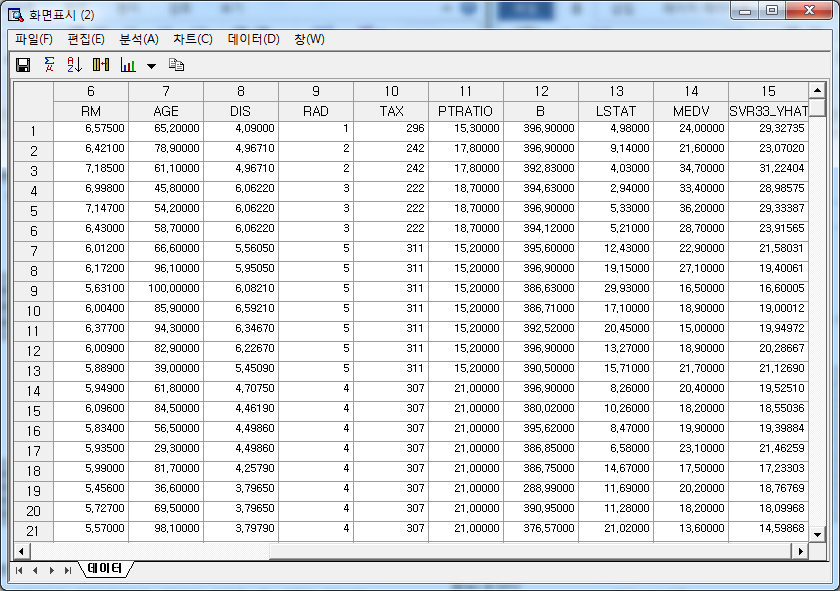 화면표시 (2)
파일(F) 편집(E) 분석(A) 차트(C) 데이터(D) 창(W)
6 7 8 9 10 11 12 13 14 15
RM AGE DIS RAD TAX PTRATIO B LSTAT MEDV SVR33_YHAT
1 6,57500 65,20000 4,09000 1 296 15,30000 396,90000 4,98000 24,00000 29,32735
2 6,42100 78,90000 4,96710 2 242 17,80000 396,90000 9,14000 21,60000 23,07020
3 7,18500 61,10000 4,96710 2 242 17,80000 392,83000 4,03000 34,70000 31,22404
4 6,99800 45,80000 6,06220 3 222 18,70000 394,63000 2,94000 33,40000 28,98575
5 7,14700 54,20000 6,06220 3 222 18,70000 396,90000 5,33000 36,20000 29,33387
6 6,43000 58,70000 6,06220 3 222 18,70000 394,12000 5,21000 28,70000 23,91565
7 6,01200 66,60000 5,56050 5 311 15,20000 395,60000 12,43000 22,90000 21,58031
8 6,17200 96,10000 5,95050 5 311 15,20000 396,90000 19,15000 27,10000 19,40061
9 5,63100 100,00000 6,08210 5 311 15,20000 386,63000 29,93000 16,50000 16,60005
10 6,00400 85,90000 6,59210 5 311 15,20000 386,71000 17,10000 18,90000 19,00012
11 6,37700 94,30000 6,34670 5 311 15,20000 392,52000 20,45000 15,00000 19,94972
12 6,00900 82,90000 6,22670 5 311 15,20000 396,90000 13,27000 18,90000 20,28667
13 5,88900 39,00000 5,45090 5 311 15,20000 390,50000 15,71000 21,70000 21,12690
14 5,94900 61,80000 4,70750 4 307 21,00000 396,90000 8,26000 20,40000 19,52510
15 6,09600 84,50000 4,46190 4 307 21,00000 380,02000 10,26000 18,20000 18,55036
16 5,83400 56,50000 4,49860 4 307 21,00000 395,62000 8,47000 19,90000 19,39884
17 5,93500 29,30000 4,49860 4 307 21,00000 386,85000 6,58000 23,10000 21,46259
18 5,99000 81,70000 4,25790 4 307 21,00000 386,75000 14,67000 17,50000 17,23303
19 5,45600 36,60000 3,79650 4 307 21,00000 288,99000 11,69000 20,20000 18,76769
20 5,72700 69,50000 3,79650 4 307 21,00000 390,95000 11,28000 18,20000 18,09968
21 5,57000 98,10000 3,79790 4 307 21,00000 376,57000 21,02000 13,60000 14,59868
데이터